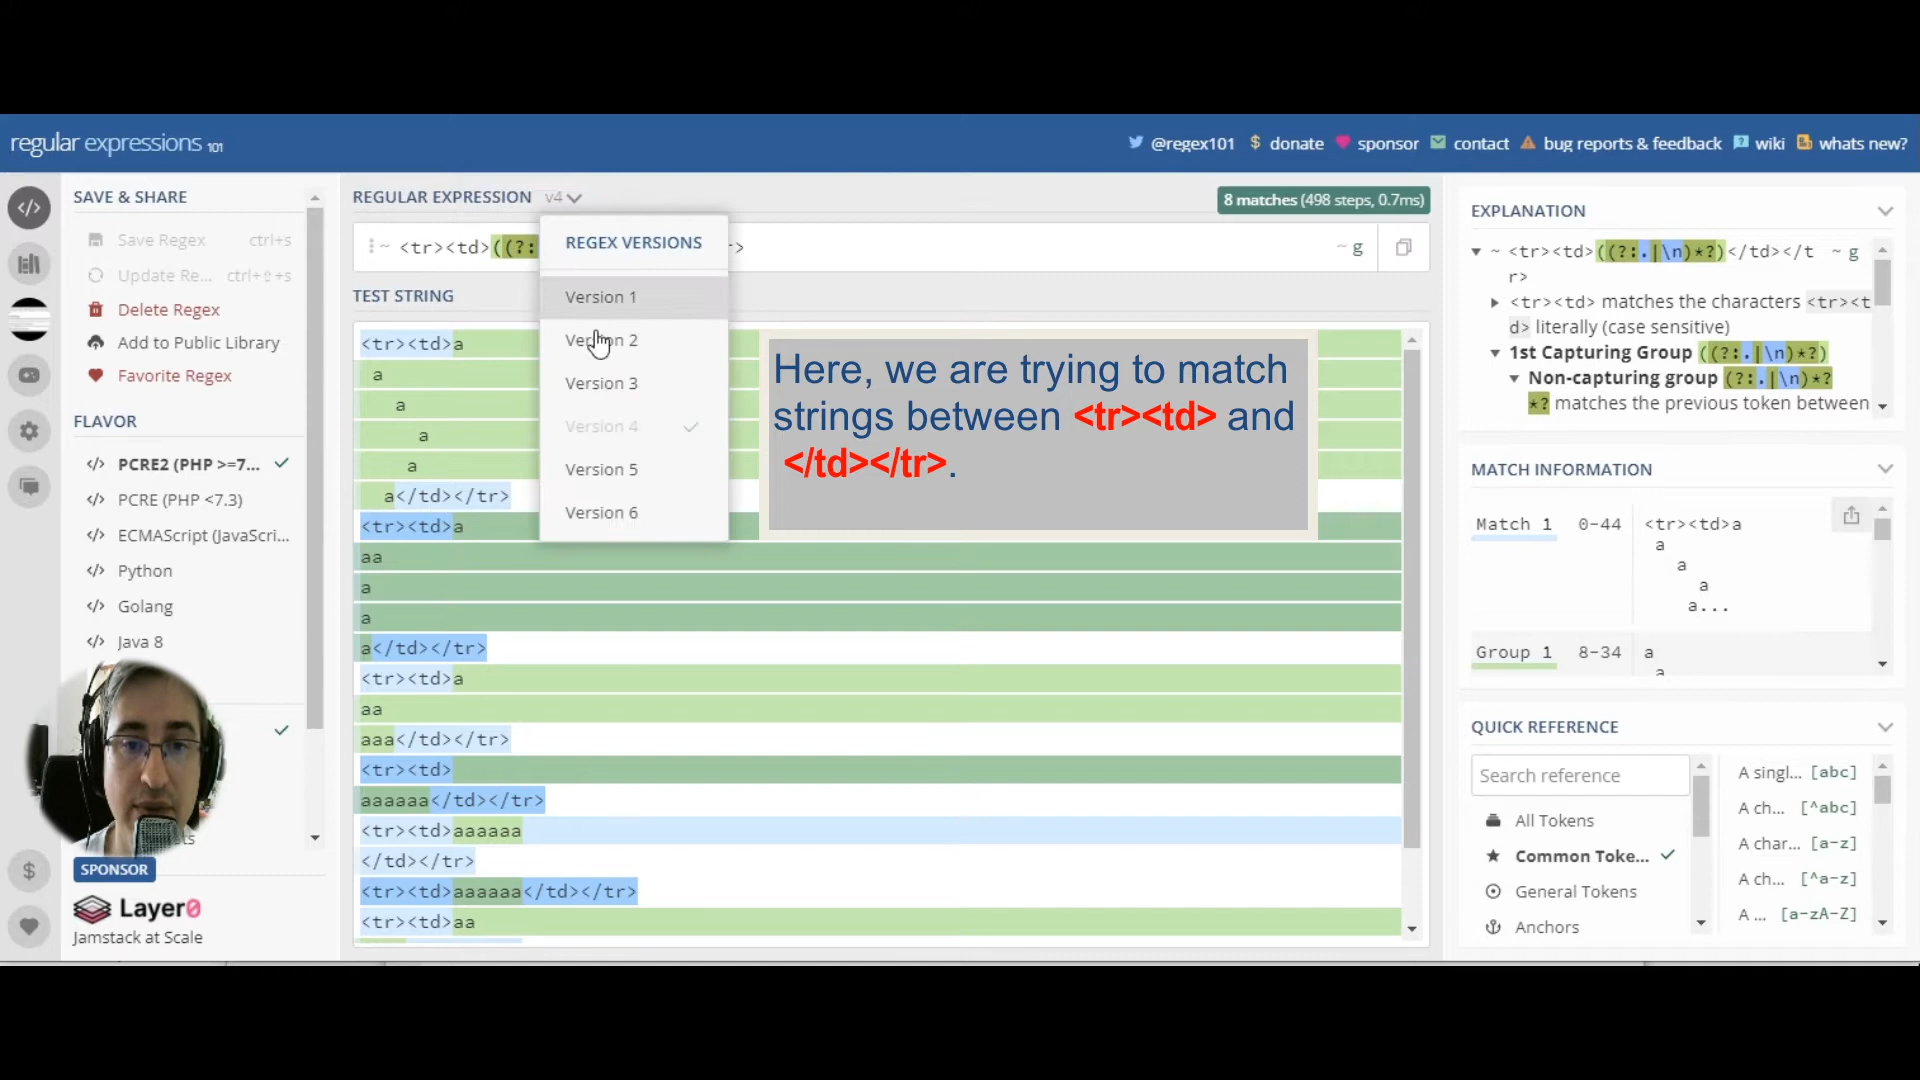 regular expressions 101
@regex101 $ donate sponsor contact bug reports & feedback wiki whats new?
SAVE & SHARE
Save Regex ctrl+s
Update Re... ctrl+⇧+s
Delete Regex
Add to Public Library
Favorite Regex
FLAVOR
</> PCRE2 (PHP >=7...
</> PCRE (PHP <7.3)
</> ECMAScript (JavaScri...
</> Python
</> Golang
</> Java 8
SPONSOR
Layer0
Jamstack at Scale
REGULAR EXPRESSION v4
8 matches (498 steps, 0.7ms)
~ <tr><td>((?: r> ~ g
REGEX VERSIONS
Version 1
Version 2
Version 3
Version 4
Version 5
Version 6
TEST STRING
<tr><td>a
a
a
a
a
a</td></tr>
<tr><td>a
aa
a
a
a</td></tr>
<tr><td>a
aa
aaa</td></tr>
<tr><td>
aaaaaa</td></tr>
<tr><td>aaaaaa
</td></tr>
<tr><td>aaaaaa</td></tr>
<tr><td>aa
Here, we are trying to match
strings between <tr><td> and
</td></tr>.
EXPLANATION
~ <tr><td>((?:.|\n)*?)</td></t ~ g
r>
<tr><td> matches the characters <tr><t
d> literally (case sensitive)
1st Capturing Group ((?:.|\n)*?)
Non-capturing group (?:.|\n)*?
*? matches the previous token between
MATCH INFORMATION
Match 1 0-44 <tr><td>a
a
a
a
a...
Group 1 8-34 a
a
QUICK REFERENCE
Search reference
All Tokens
Common Toke...
General Tokens
Anchors
A singl... [abc]
A ch... [^abc]
A char... [a-z]
A ch... [^a-z]
A ... [a-zA-Z]